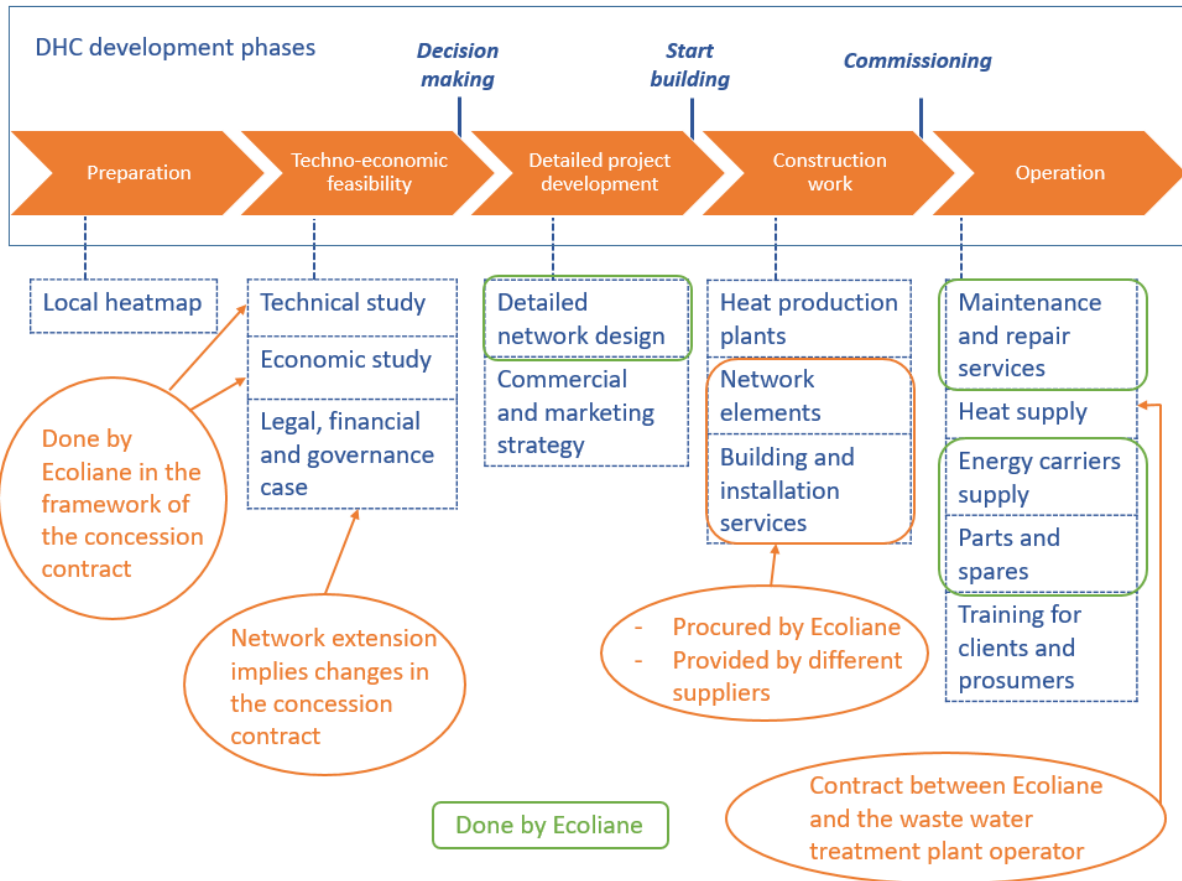 DHC development phases
Decision
making
Start
building
Commissioning
Preparation
Techno-economic
feasibility
Detailed project
development
Construction
work
Operation
Local heatmap
Technical study
Economic study
Legal, financial
and governance
case
Detailed
network design
Commercial
and marketing
strategy
Heat production
plants
Network
elements
Building and
installation
services
Maintenance
and repair
services
Heat supply
Energy carriers
supply
Parts and
spares
Training for
clients and
prosumers
Done by
Ecoliane in the
framework of
the concession
contract
Network extension
implies changes in
the concession
contract
- Procured by Ecoliane
- Provided by different
suppliers
Contract between Ecoliane
and the waste water
treatment plant operator
Done by Ecoliane